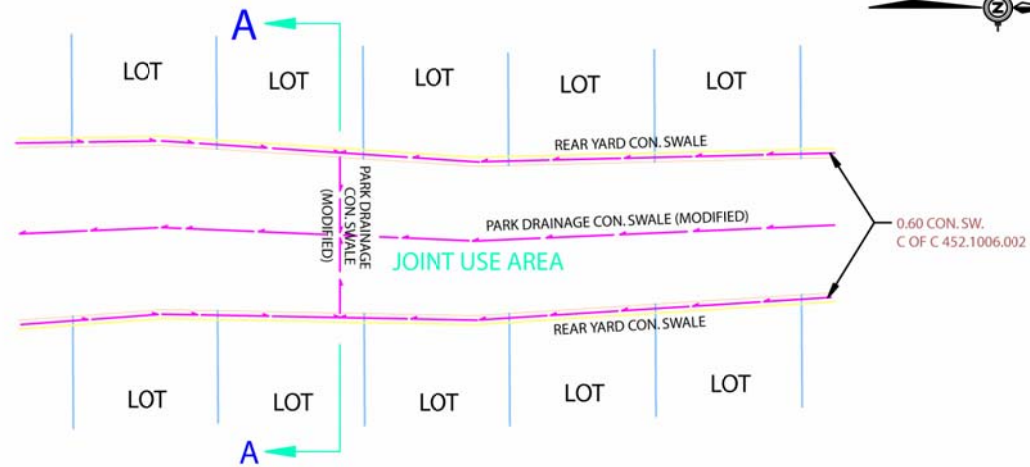 N
A
LOT
LOT
LOT
LOT
LOT
REAR YARD CON. SWALE
PARK DRAINAGE
CON. SWALE
(MODIFIED)
PARK DRAINAGE CON. SWALE (MODIFIED)
0.60 CON. SW.
C OF C 452.1006.002
JOINT USE AREA
REAR YARD CON. SWALE
LOT
LOT
LOT
LOT
LOT
A